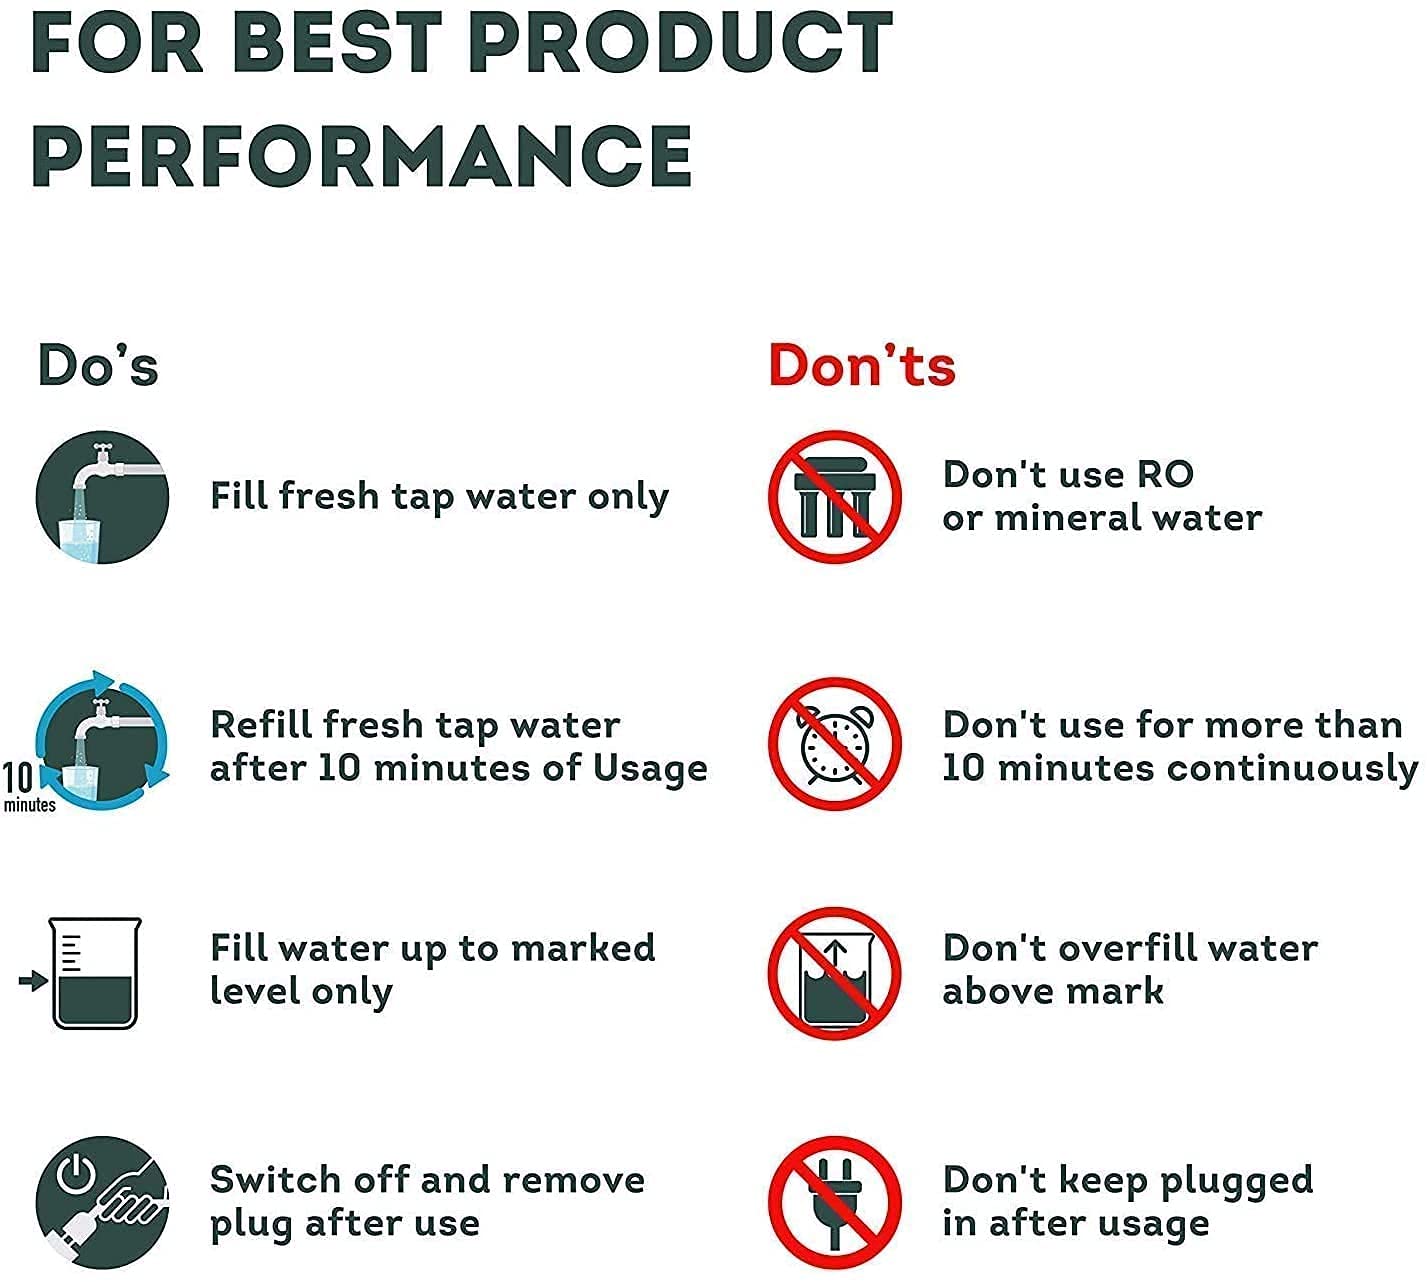 FOR BEST PRODUCT
PERFORMANCE
Do's
Fill fresh tap water only
10
minutes
Refill fresh tap water
after 10 minutes of Usage
Fill water up to marked
level only
Switch off and remove
plug after use
Don'ts
Don't use RO
or mineral water
Don't use for more than
10 minutes continuously
Don't overfill water
above mark
Don't keep plugged
in after usage